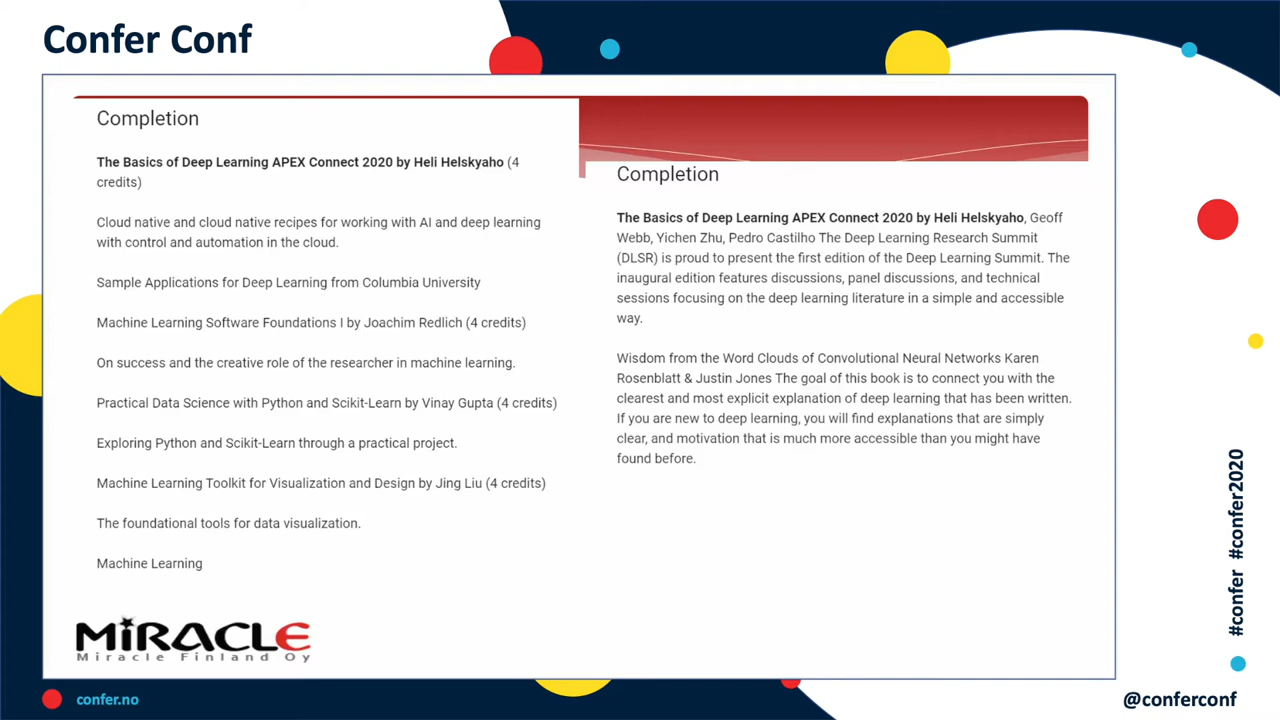 Confer Conf
Completion
The Basics of Deep Learning APEX Connect 2020 by Heli Helskyaho (4
credits)
Cloud native and cloud native recipes for working with AI and deep learning
with control and automation in the cloud.
Sample Applications for Deep Learning from Columbia University
Machine Learning Software Foundations I by Joachim Redlich (4 credits)
On success and the creative role of the researcher in machine learning.
Practical Data Science with Python and Scikit-Learn by Vinay Gupta (4 credits)
Exploring Python and Scikit-Learn through a practical project.
Machine Learning Toolkit for Visualization and Design by Jing Liu (4 credits)
The foundational tools for data visualization.
Machine Learning
Completion
The Basics of Deep Learning APEX Connect 2020 by Heli Helskyaho, Geoff
Webb, Yichen Zhu, Pedro Castilho The Deep Learning Research Summit
(DLSR) is proud to present the first edition of the Deep Learning Summit. The
inaugural edition features discussions, panel discussions, and technical
sessions focusing on the deep learning literature in a simple and accessible
way.
Wisdom from the Word Clouds of Convolutional Neural Networks Karen
Rosenblatt & Justin Jones The goal of this book is to connect you with the
clearest and most explicit explanation of deep learning that has been written.
If you are new to deep learning, you will find explanations that are simply
clear, and motivation that is much more accessible than you might have
found before.
MiRACLE
Miracle Finland Oy
#confer #confer2020
confer.no
@conferconf